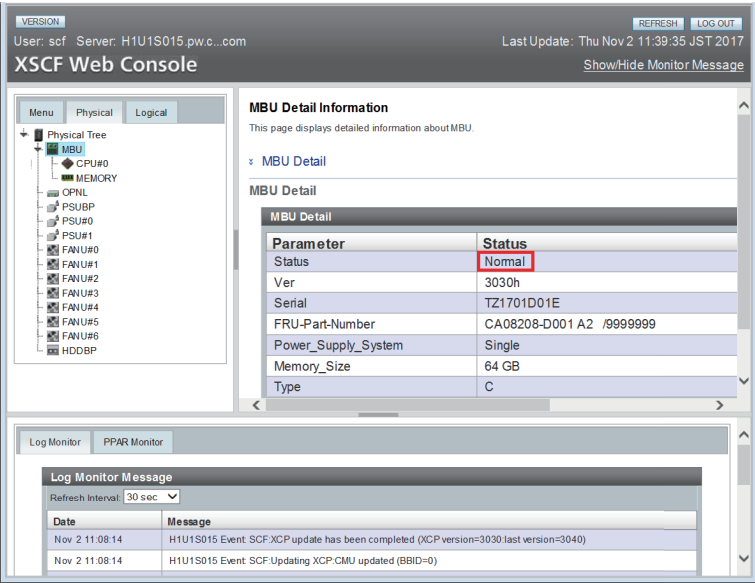 VERSION
REFRESH LOG OUT
User: scf Server: H1U1S015.pw.c...com
Last Update: Thu Nov 2 11:39:35 JST 2017
XSCF Web Console
Show/Hide Monitor Message
Menu Physical Logical
Physical Tree
MBU
CPU#0
MEMORY
OPNL
PSUBP
PSU#0
PSU#1
FANU#0
FANU#1
FANU#2
FANU#3
FANU#4
FANU#5
FANU#6
HDDBP
MBU Detail Information
This page displays detailed information about MBU.
MBU Detail
MBU Detail
MBU Detail
Parameter Status
Status Normal
Ver 3030h
Serial TZ1701D01E
FRU-Part-Number CA08208-D001 A2 /9999999
Power_Supply_System Single
Memory_Size 64 GB
Type C
Log Monitor PPAR Monitor
Log Monitor Message
Refresh Interval: 30 sec
Date Message
Nov 2 11:08:14 H1U1S015 Event: SCF:XCP update has been completed (XCP version=3030:last version=3040)
Nov 2 11:08:14 H1U1S015 Event: SCF:Updating XCP:CMU updated (BBID=0)